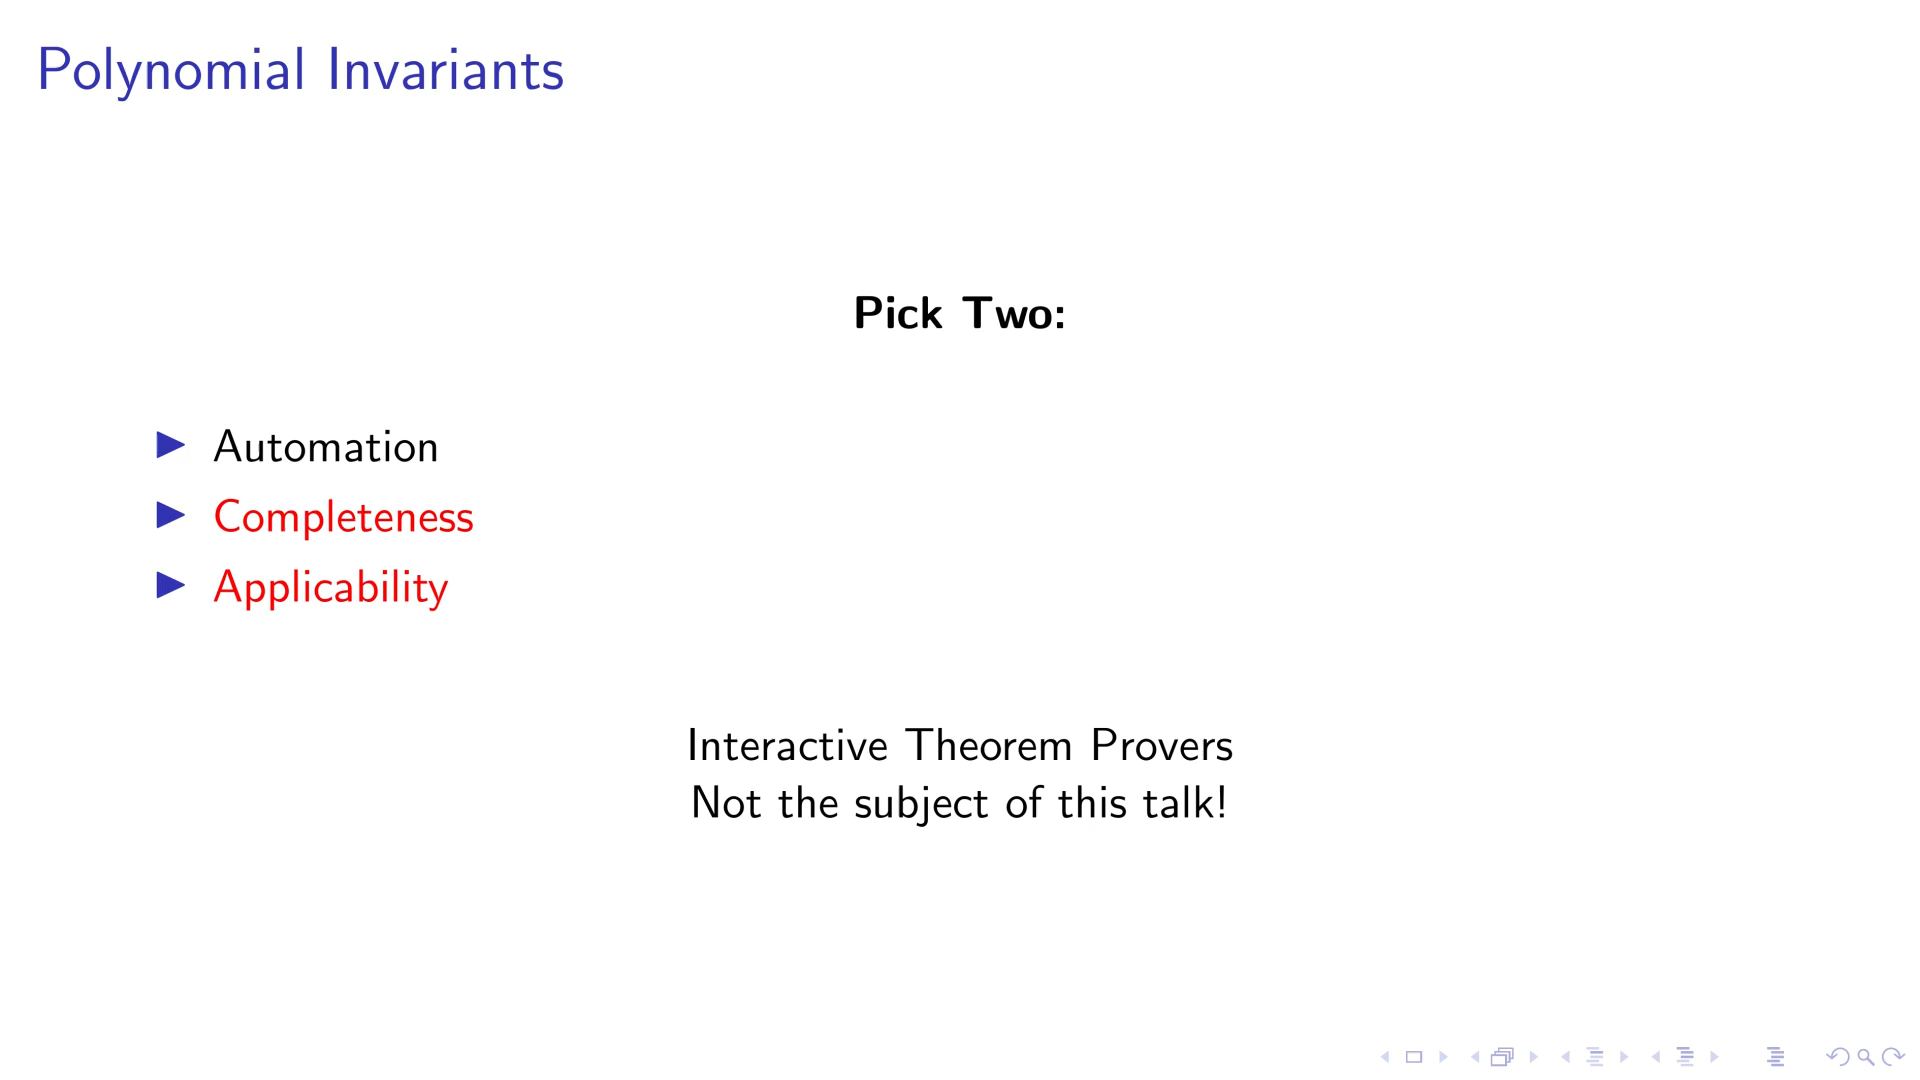 Polynomial Invariants
Pick Two:
Automation
Completeness
Applicability
Interactive Theorem Provers
Not the subject of this talk!